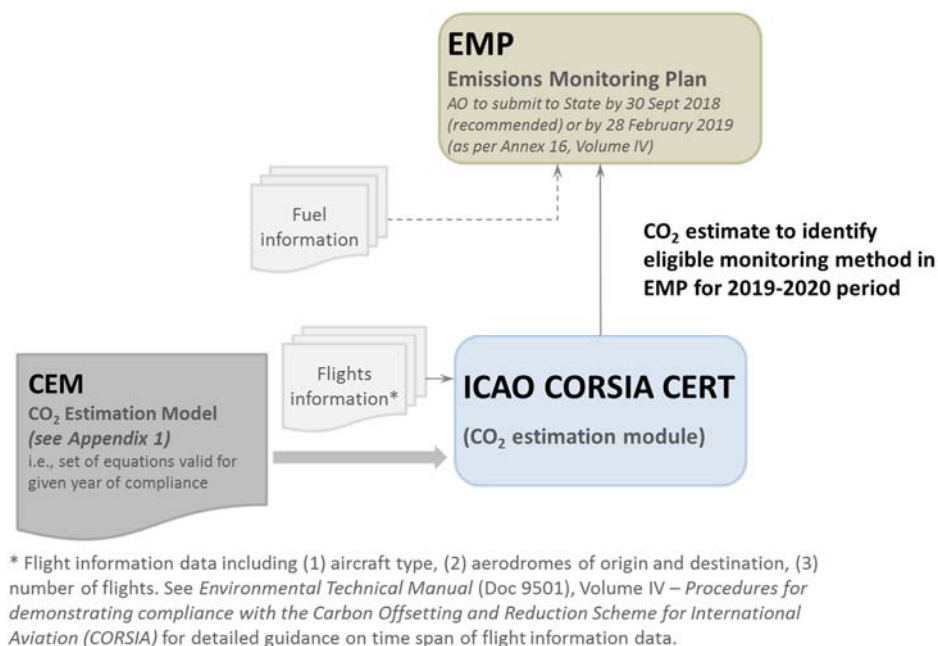 EMP
Emissions Monitoring Plan
AO to submit to State by 30 Sept 2018
(recommended) or by 28 February 2019
(as per Annex 16, Volume IV)
Fuel
information
CO₂ estimate to identify
eligible monitoring method in
EMP for 2019-2020 period
CEM
CO₂ Estimation Model
(see Appendix 1)
i.e., set of equations valid for
given year of compliance
Flights
information*
ICAO CORSIA CERT
(CO₂ estimation module)
* Flight information data including (1) aircraft type, (2) aerodromes of origin and destination, (3)
number of flights. See Environmental Technical Manual (Doc 9501), Volume IV – Procedures for
demonstrating compliance with the Carbon Offsetting and Reduction Scheme for International
Aviation (CORSIA) for detailed guidance on time span of flight information data.